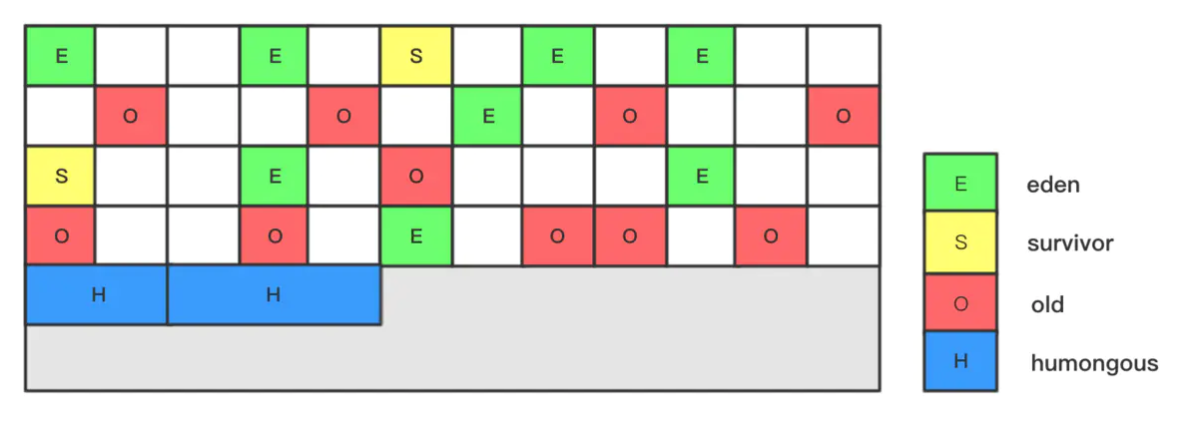 E E S E E
O O E O O
S E O E
O O E O O O
H H
E eden
S survivor
O old
H humongous